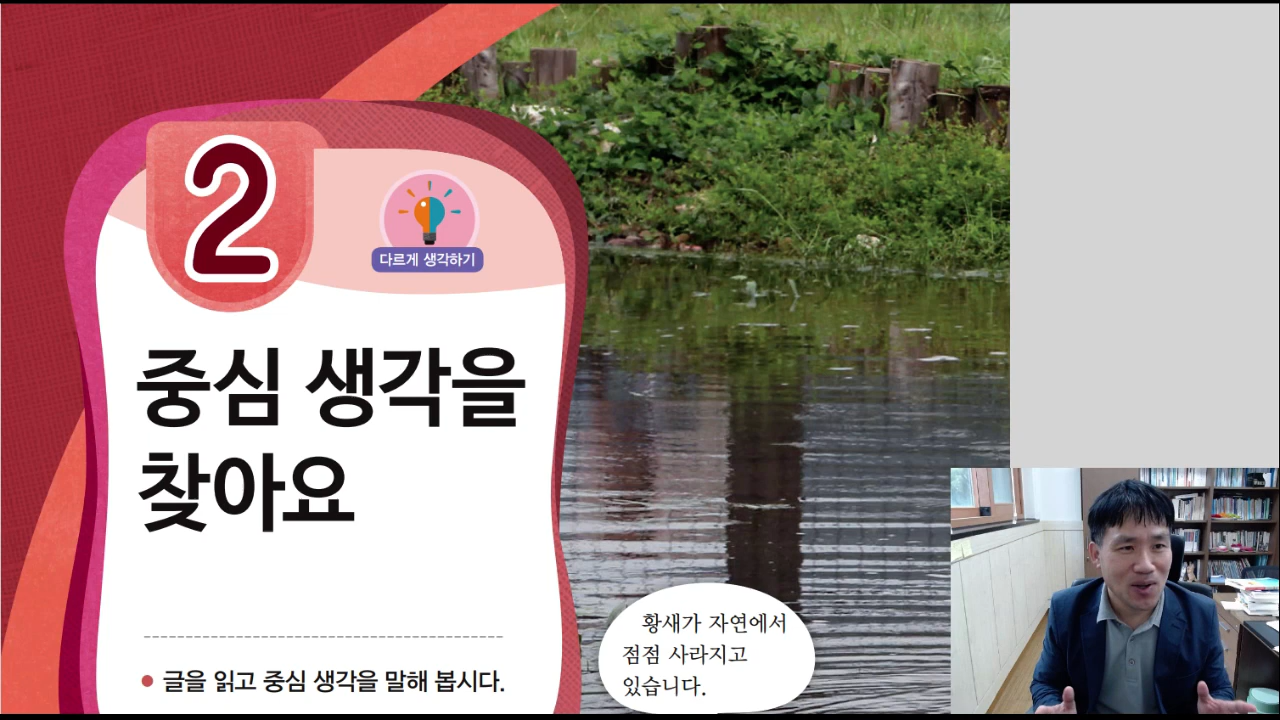 2
다르게 생각하기
중심 생각을
찾아요
• 글을 읽고 중심 생각을 말해 봅시다.
황새가 자연에서
점점 사라지고
있습니다.